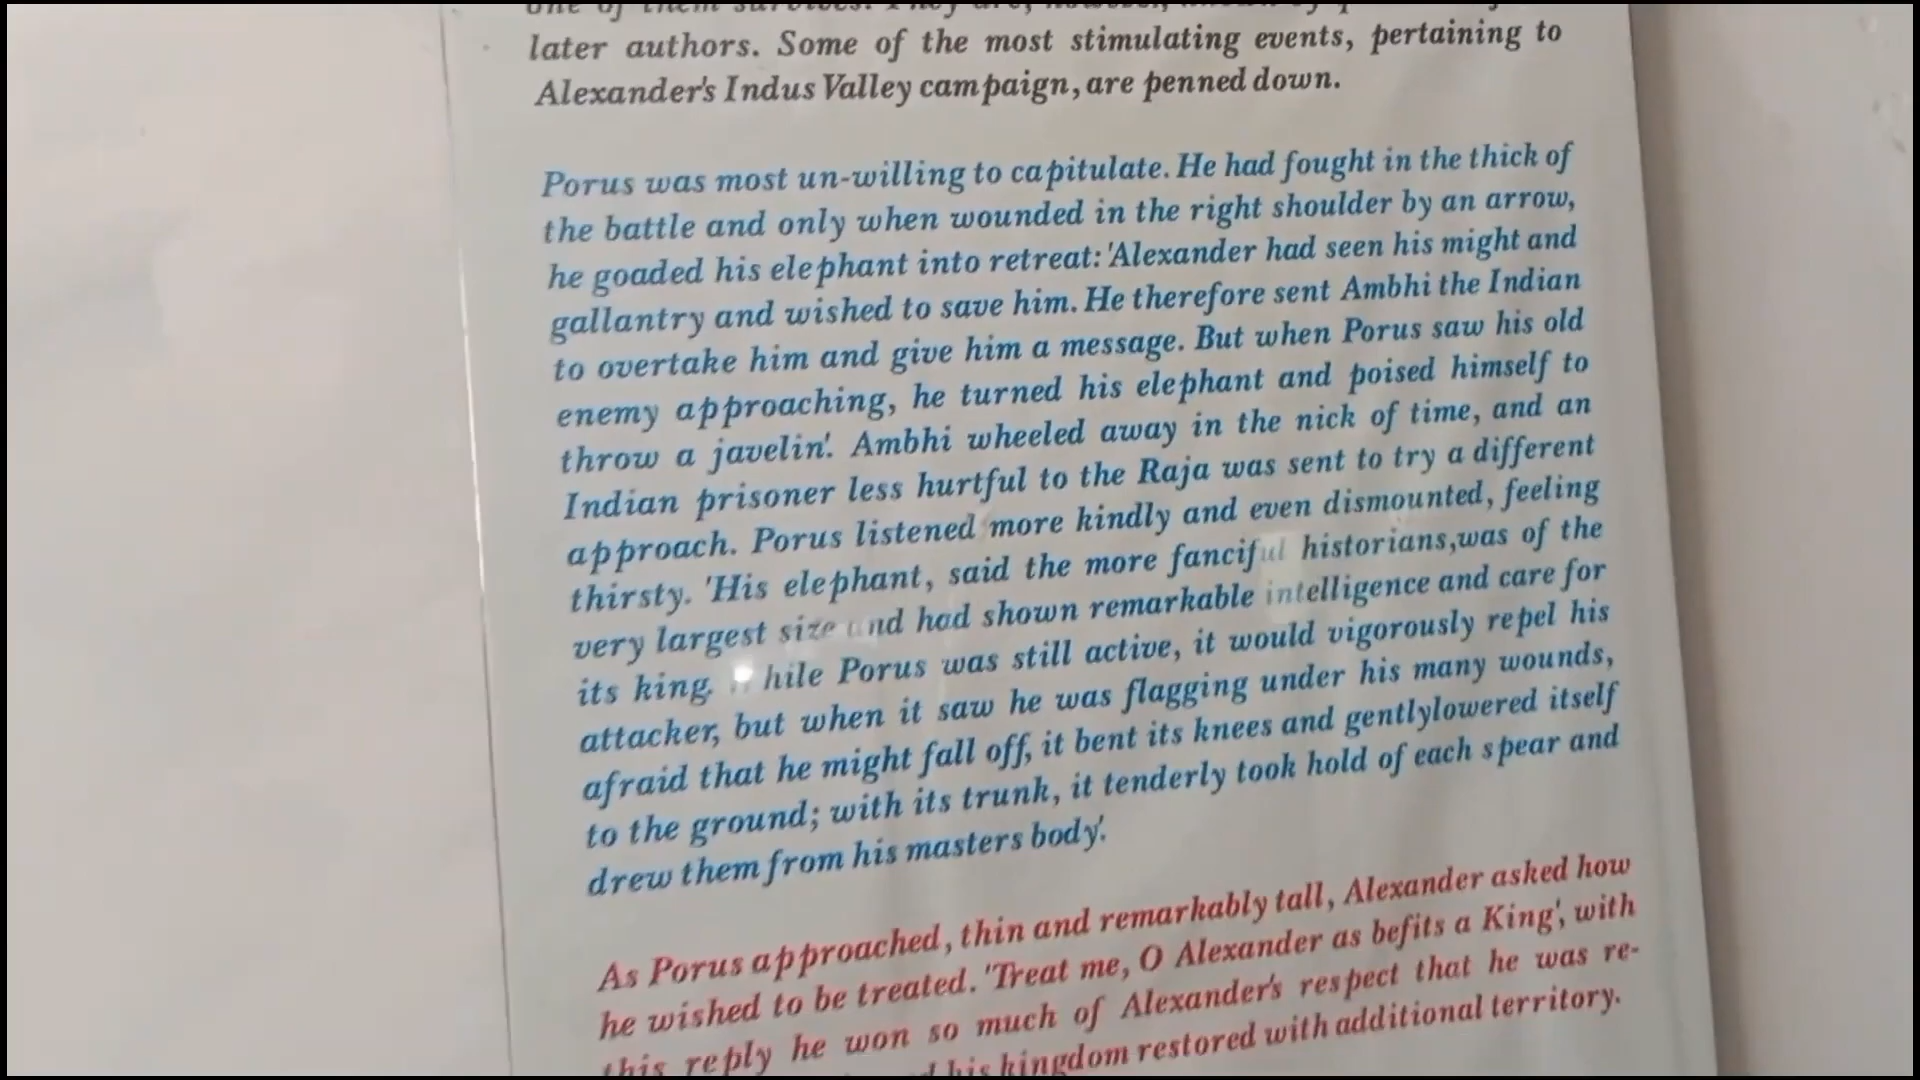 one of them survives. They are, however, known by
later authors. Some of the most stimulating events, pertaining to
Alexander's Indus Valley campaign, are penned down.
Porus was most un-willing to capitulate. He had fought in the thick of
the battle and only when wounded in the right shoulder by an arrow,
he goaded his elephant into retreat: 'Alexander had seen his might and
gallantry and wished to save him. He therefore sent Ambhi the Indian
to overtake him and give him a message. But when Porus saw his old
enemy approaching, he turned his elephant and poised himself to
throw a javelin'. Ambhi wheeled away in the nick of time, and an
Indian prisoner less hurtful to the Raja was sent to try a different
approach. Porus listened more kindly and even dismounted, feeling
thirsty. 'His elephant, said the more fanciful historians,was of the
very largest size and had shown remarkable intelligence and care for
its king. While Porus was still active, it would vigorously repel his
attacker, but when it saw he was flagging under his many wounds,
afraid that he might fall off, it bent its knees and gentlylowered itself
to the ground; with its trunk, it tenderly took hold of each spear and
drew them from his masters body'.
As Porus approached, thin and remarkably tall, Alexander asked how
he wished to be treated. 'Treat me, O Alexander as befits a King', with
this reply he won so much of Alexander's respect that he was re-
his kingdom restored with additional territory.